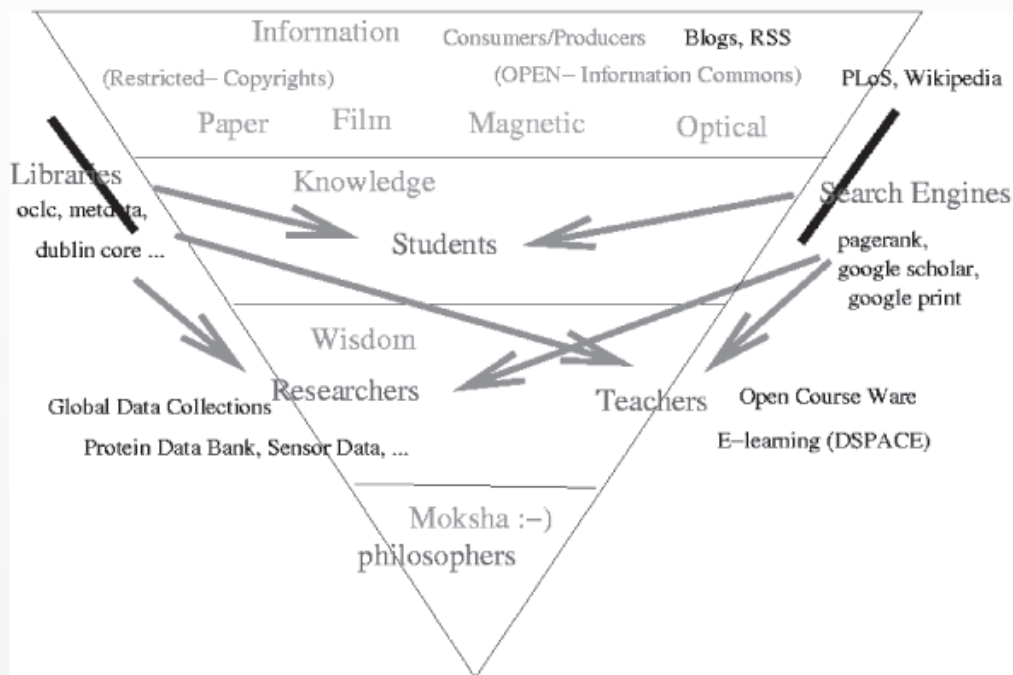 Information Consumers/Producers Blogs, RSS
(Restricted– Copyrights) (OPEN– Information Commons) PLoS, Wikipedia
Paper Film Magnetic Optical
Libraries Knowledge Search Engines
oclc, metdata,
dublin core ...
Students
pagerank,
google scholar,
google print
Wisdom
Researchers Teachers
Global Data Collections
Protein Data Bank, Sensor Data, ...
Open Course Ware
E–learning (DSPACE)
Moksha :–)
philosophers